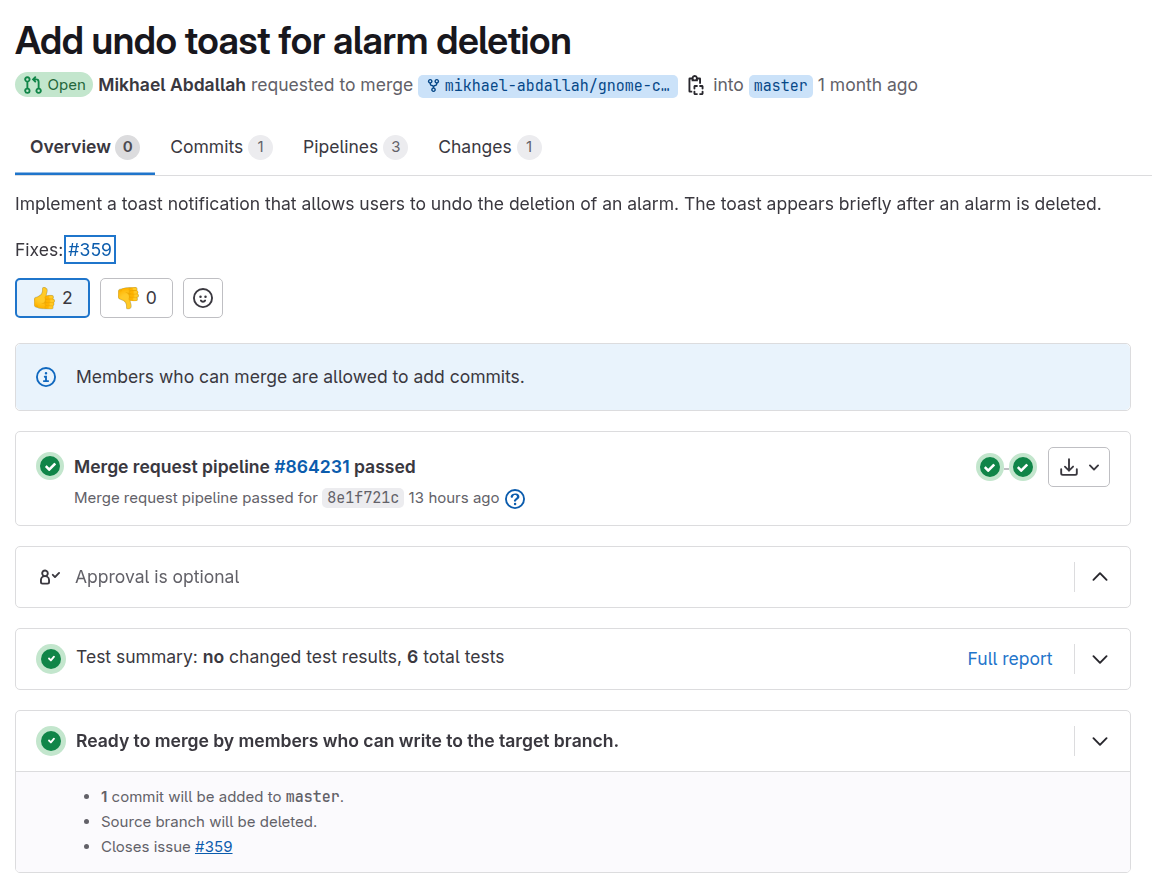 Add undo toast for alarm deletion
Open Mikhael Abdallah requested to merge mikhael-abdallah/gnome-c… into master 1 month ago
Overview 0 Commits 1 Pipelines 3 Changes 1
Implement a toast notification that allows users to undo the deletion of an alarm. The toast appears briefly after an alarm is deleted.
Fixes: #359
👍 2 👎 0
Members who can merge are allowed to add commits.
Merge request pipeline #864231 passed
Merge request pipeline passed for 8e1f721c 13 hours ago
Approval is optional
Test summary: no changed test results, 6 total tests Full report
Ready to merge by members who can write to the target branch.
• 1 commit will be added to master.
• Source branch will be deleted.
• Closes issue #359